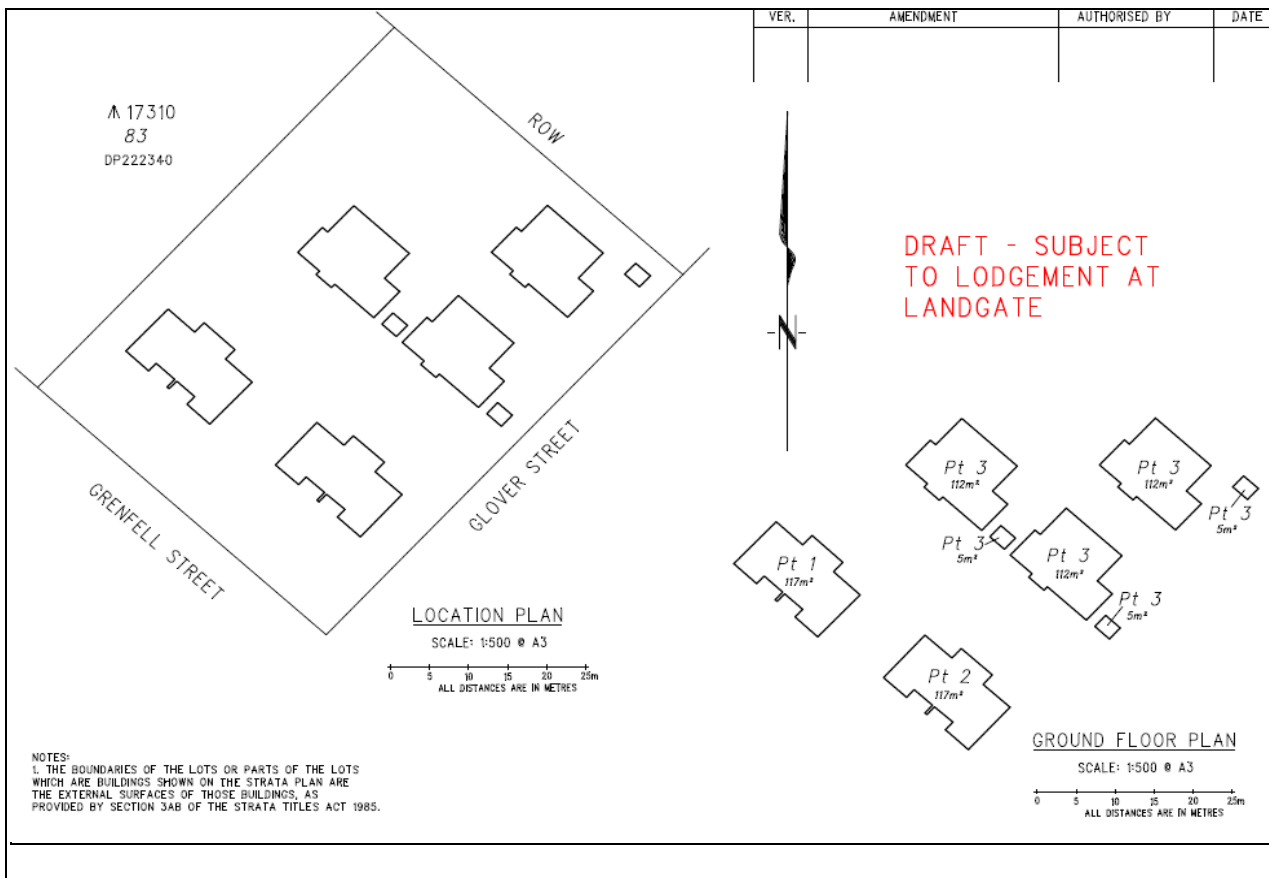 VER. AMENDMENT AUTHORISED BY DATE
17310
83
DP222340
ROW
GRENFELL STREET
GLOVER STREET
LOCATION PLAN
SCALE: 1:500 @ A3
0 5 10 15 20 25m
ALL DISTANCES ARE IN METRES
NOTES:
1. THE BOUNDARIES OF THE LOTS OR PARTS OF THE LOTS
WHICH ARE BUILDINGS SHOWN ON THE STRATA PLAN ARE
THE EXTERNAL SURFACES OF THOSE BUILDINGS, AS
PROVIDED BY SECTION 3AB OF THE STRATA TITLES ACT 1985.
N
DRAFT - SUBJECT
TO LODGEMENT AT
LANDGATE
Pt 3
112m²
Pt 3
112m²
Pt 3
5m²
Pt 3
5m²
Pt 3
112m²
Pt 1
117m²
Pt 3
5m²
Pt 2
117m²
GROUND FLOOR PLAN
SCALE: 1:500 @ A3
0 5 10 15 20 25m
ALL DISTANCES ARE IN METRES